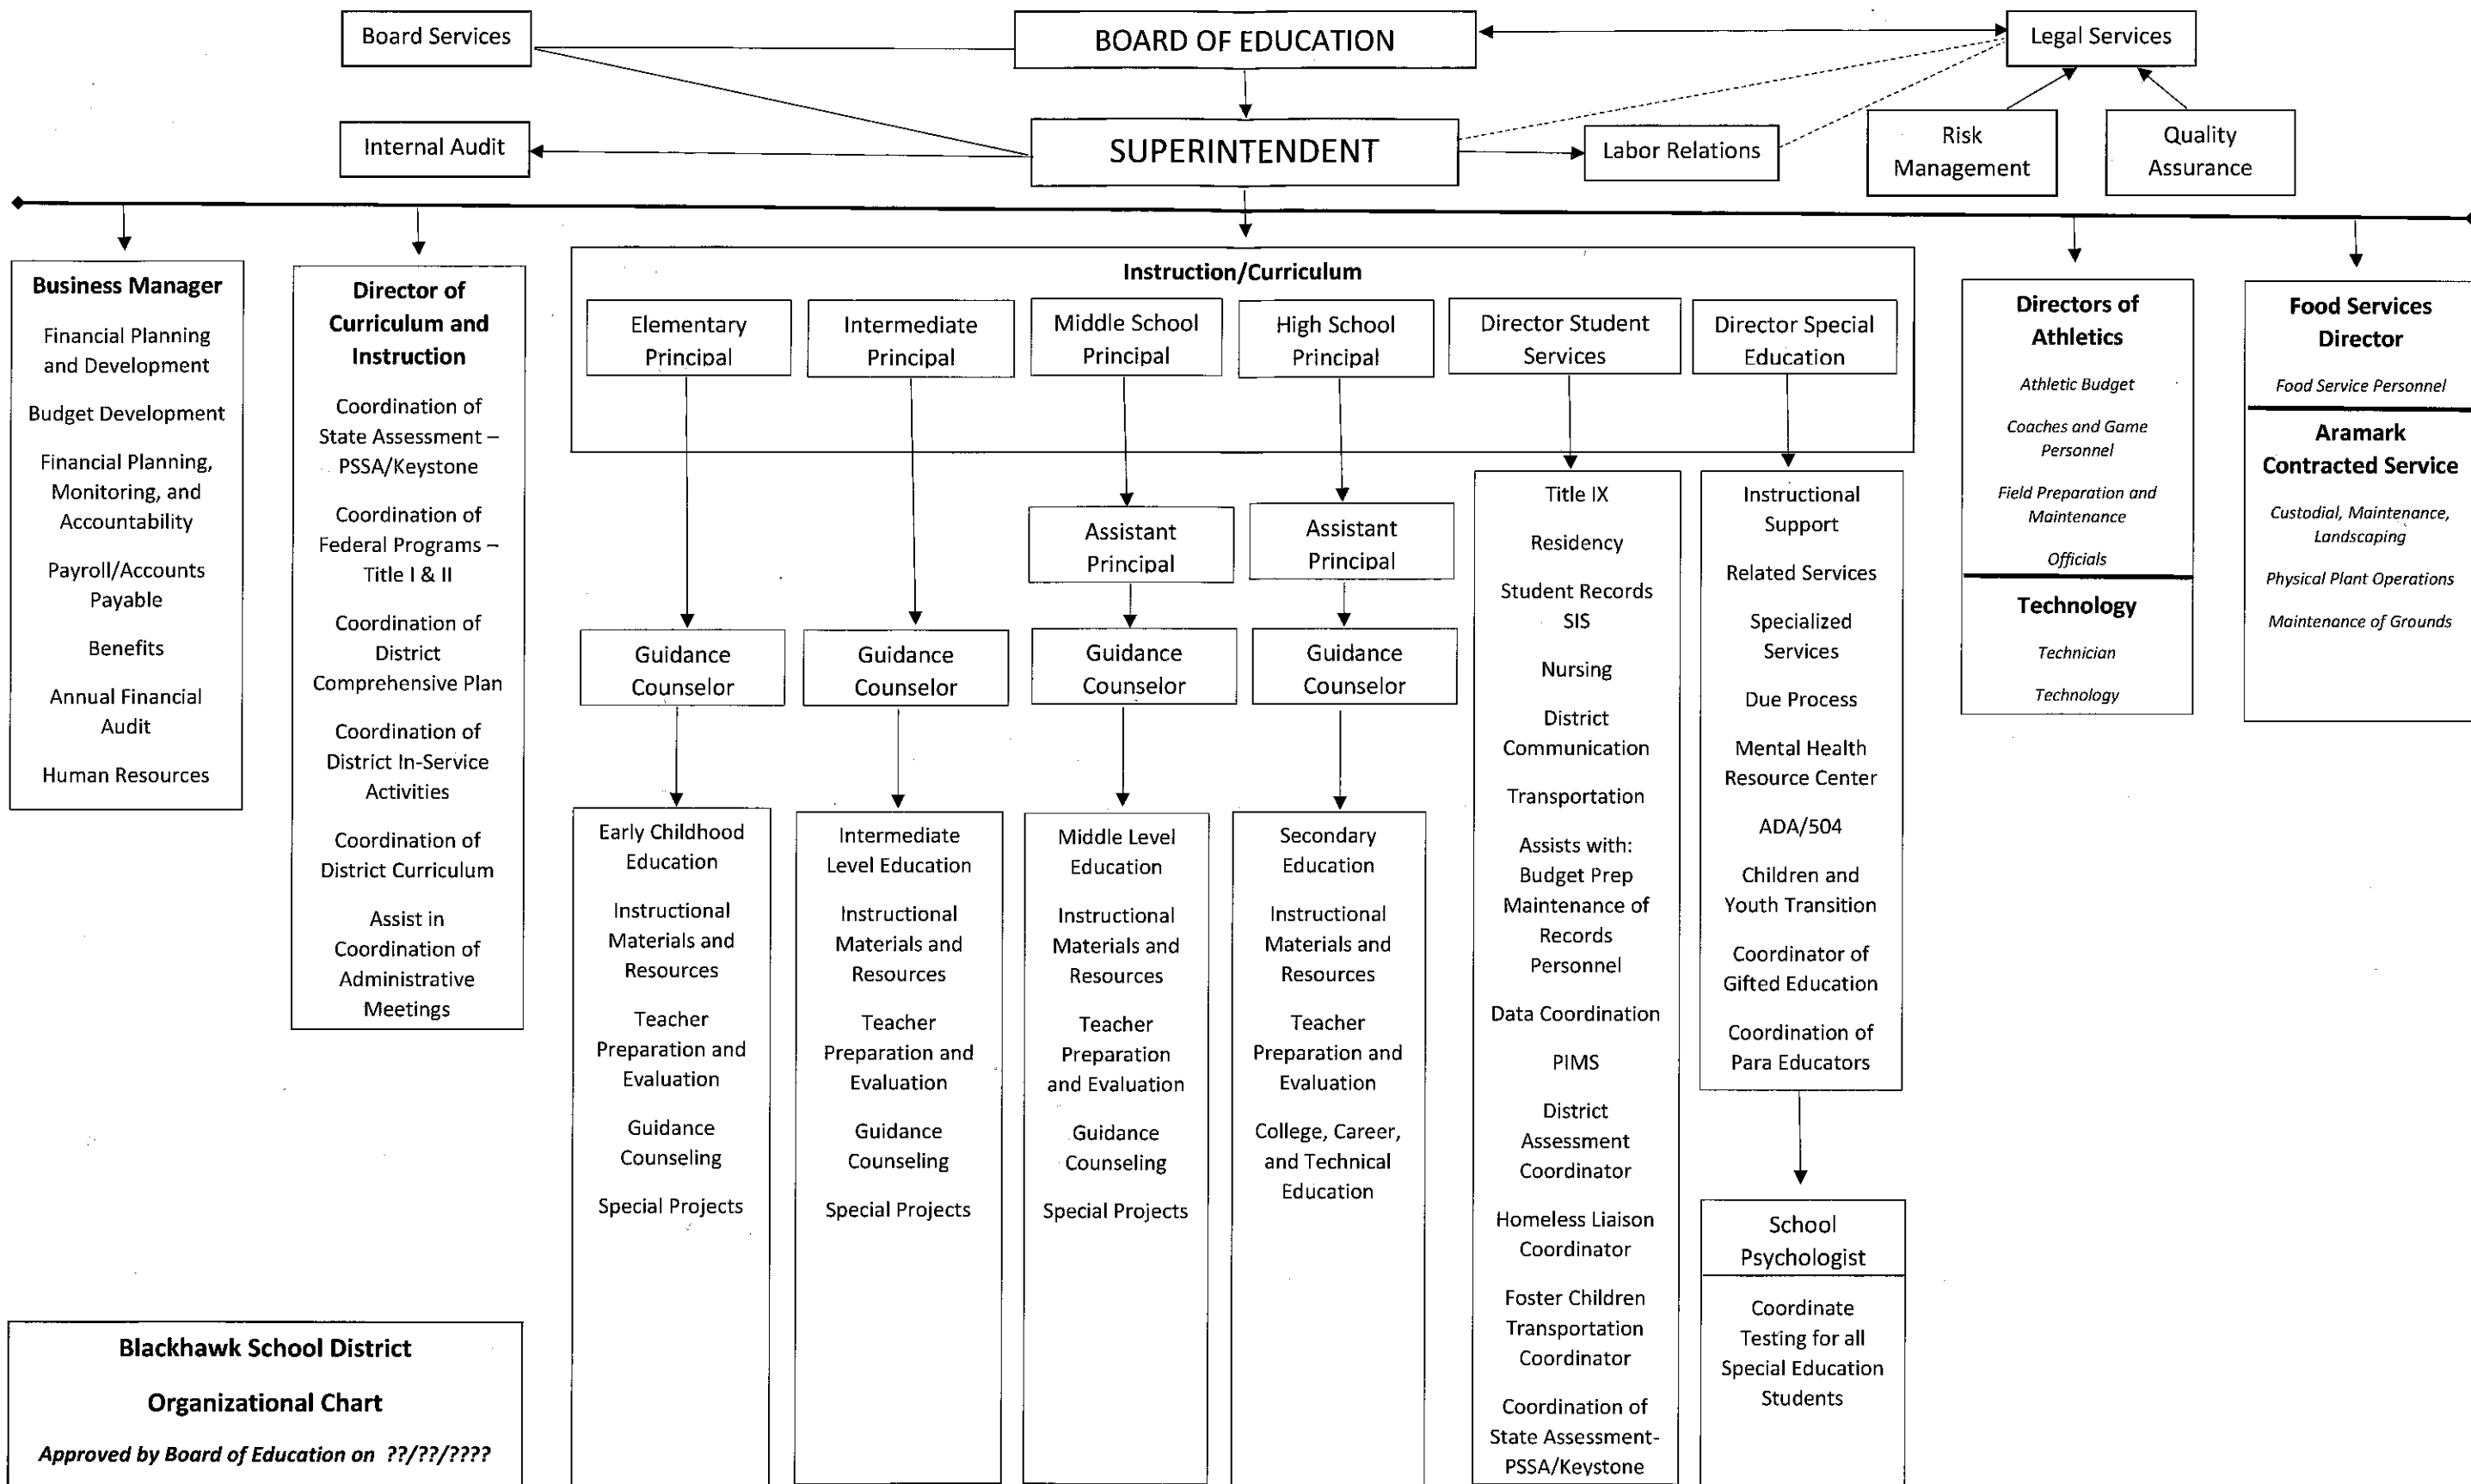 Board Services
BOARD OF EDUCATION
Legal Services
Internal Audit
SUPERINTENDENT
Labor Relations
Risk
Management
Quality
Assurance
Business Manager
Financial Planning
and Development
Budget Development
Financial Planning,
Monitoring, and
Accountability
Payroll/Accounts
Payable
Benefits
Annual Financial
Audit
Human Resources
Director of
Curriculum and
Instruction
Coordination of
State Assessment –
PSSA/Keystone
Coordination of
Federal Programs –
Title I & II
Coordination of
District
Comprehensive Plan
Coordination of
District In-Service
Activities
Coordination of
District Curriculum
Assist in
Coordination of
Administrative
Meetings
Instruction/Curriculum
Elementary
Principal
Intermediate
Principal
Middle School
Principal
High School
Principal
Director Student
Services
Director Special
Education
Assistant
Principal
Assistant
Principal
Guidance
Counselor
Guidance
Counselor
Guidance
Counselor
Guidance
Counselor
Early Childhood
Education
Instructional
Materials and
Resources
Teacher
Preparation and
Evaluation
Guidance
Counseling
Special Projects
Intermediate
Level Education
Instructional
Materials and
Resources
Teacher
Preparation and
Evaluation
Guidance
Counseling
Special Projects
Middle Level
Education
Instructional
Materials and
Resources
Teacher
Preparation
and Evaluation
Guidance
Counseling
Special Projects
Secondary
Education
Instructional
Materials and
Resources
Teacher
Preparation and
Evaluation
College, Career,
and Technical
Education
Title IX
Residency
Student Records
SIS
Nursing
District
Communication
Transportation
Assists with:
Budget Prep
Maintenance of
Records
Personnel
Data Coordination
PIMS
District
Assessment
Coordinator
Homeless Liaison
Coordinator
Foster Children
Transportation
Coordinator
Coordination of
State Assessment-
PSSA/Keystone
Instructional
Support
Related Services
Specialized
Services
Due Process
Mental Health
Resource Center
ADA/504
Children and
Youth Transition
Coordinator of
Gifted Education
Coordination of
Para Educators
School
Psychologist
Coordinate
Testing for all
Special Education
Students
Directors of
Athletics
Athletic Budget
Coaches and Game
Personnel
Field Preparation and
Maintenance
Officials
Technology
Technician
Technology
Food Services
Director
Food Service Personnel
Aramark
Contracted Service
Custodial, Maintenance,
Landscaping
Physical Plant Operations
Maintenance of Grounds
Blackhawk School District
Organizational Chart
Approved by Board of Education on ??/??/????